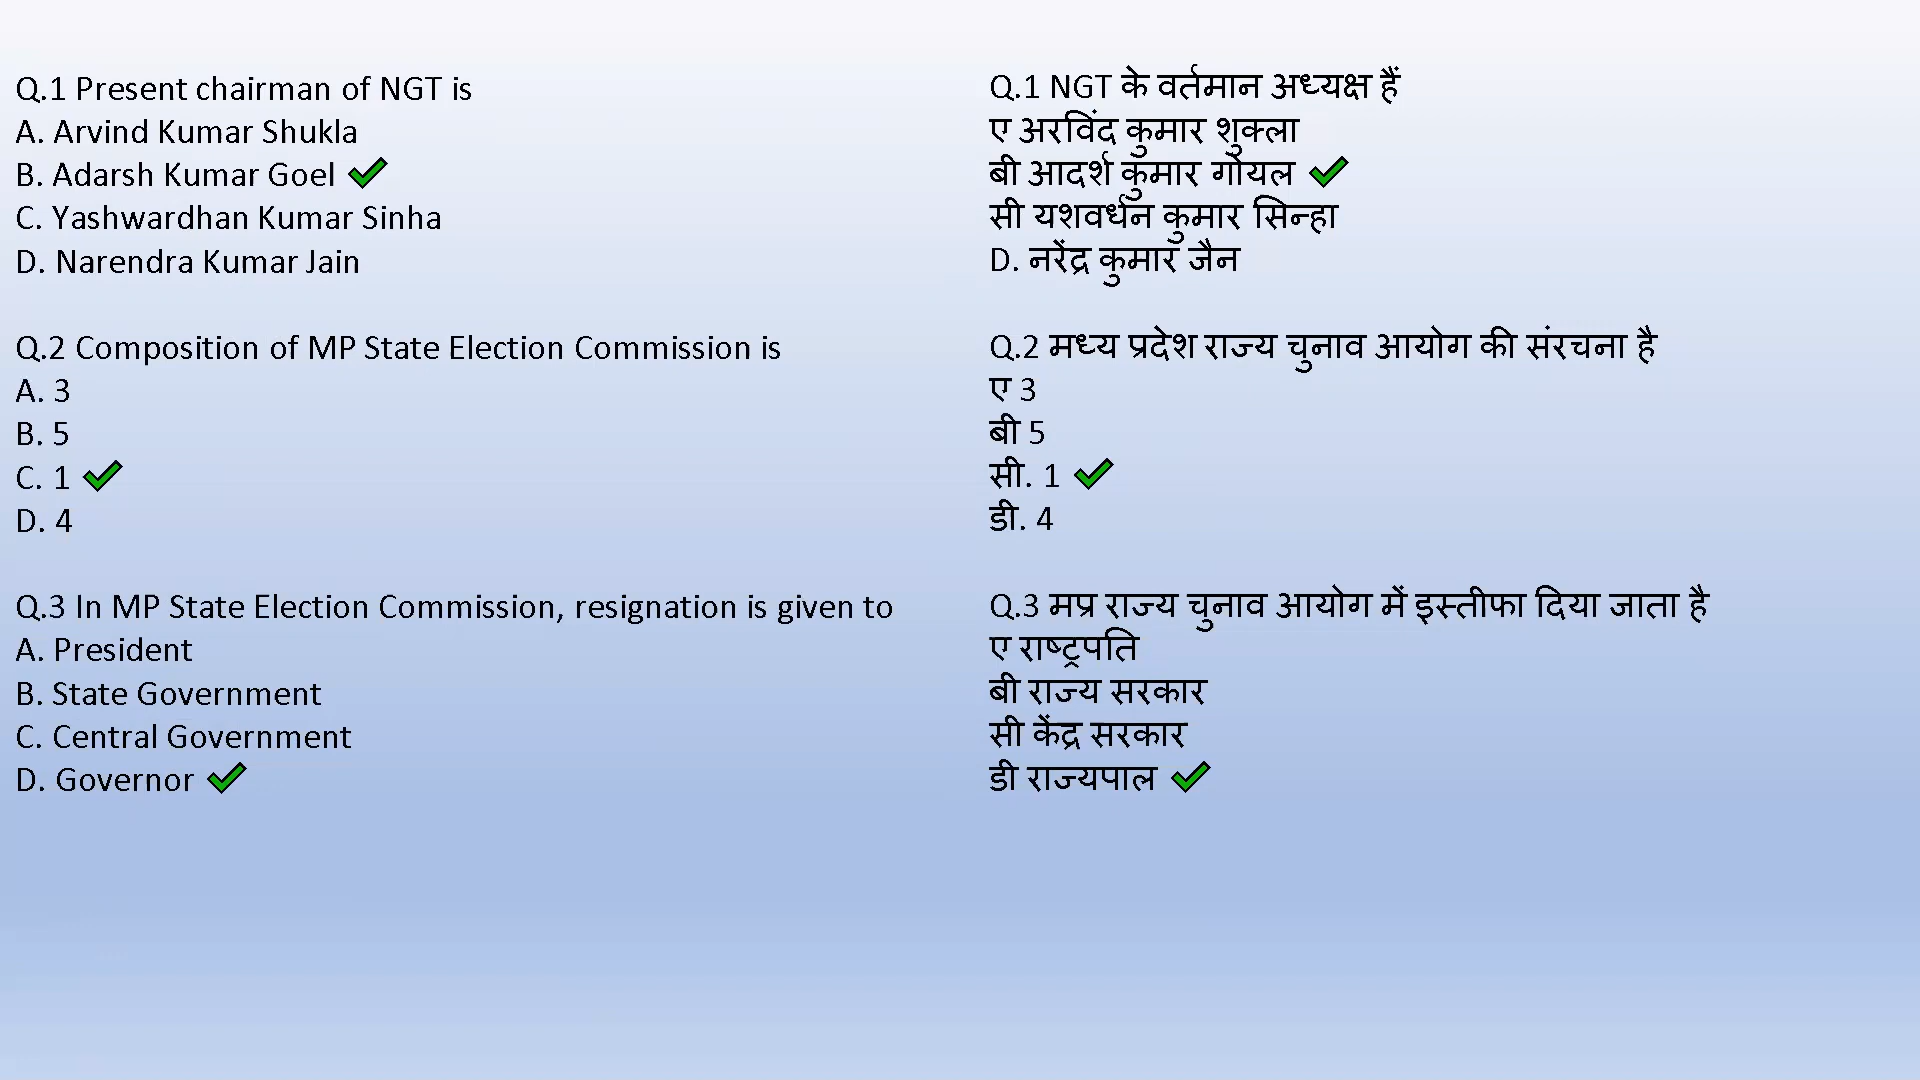 Q.1 Present chairman of NGT is
A. Arvind Kumar Shukla
B. Adarsh Kumar Goel
C. Yashwardhan Kumar Sinha
D. Narendra Kumar Jain
Q.2 Composition of MP State Election Commission is
A. 3
B. 5
C. 1
D. 4
Q.3 In MP State Election Commission, resignation is given to
A. President
B. State Government
C. Central Government
D. Governor
Q.1 NGT के वर्तमान अध्यक्ष हैं
ए अरविंद कुमार शुक्ला
बी आदर्श कुमार गोयल
सी यशवर्धन कुमार सिन्हा
D. नरेंद्र कुमार जैन
Q.2 मध्य प्रदेश राज्य चुनाव आयोग की संरचना है
ए 3
बी 5
सी. 1
डी. 4
Q.3 मप्र राज्य चुनाव आयोग में इस्तीफा दिया जाता है
ए राष्ट्रपति
बी राज्य सरकार
सी केंद्र सरकार
डी राज्यपाल